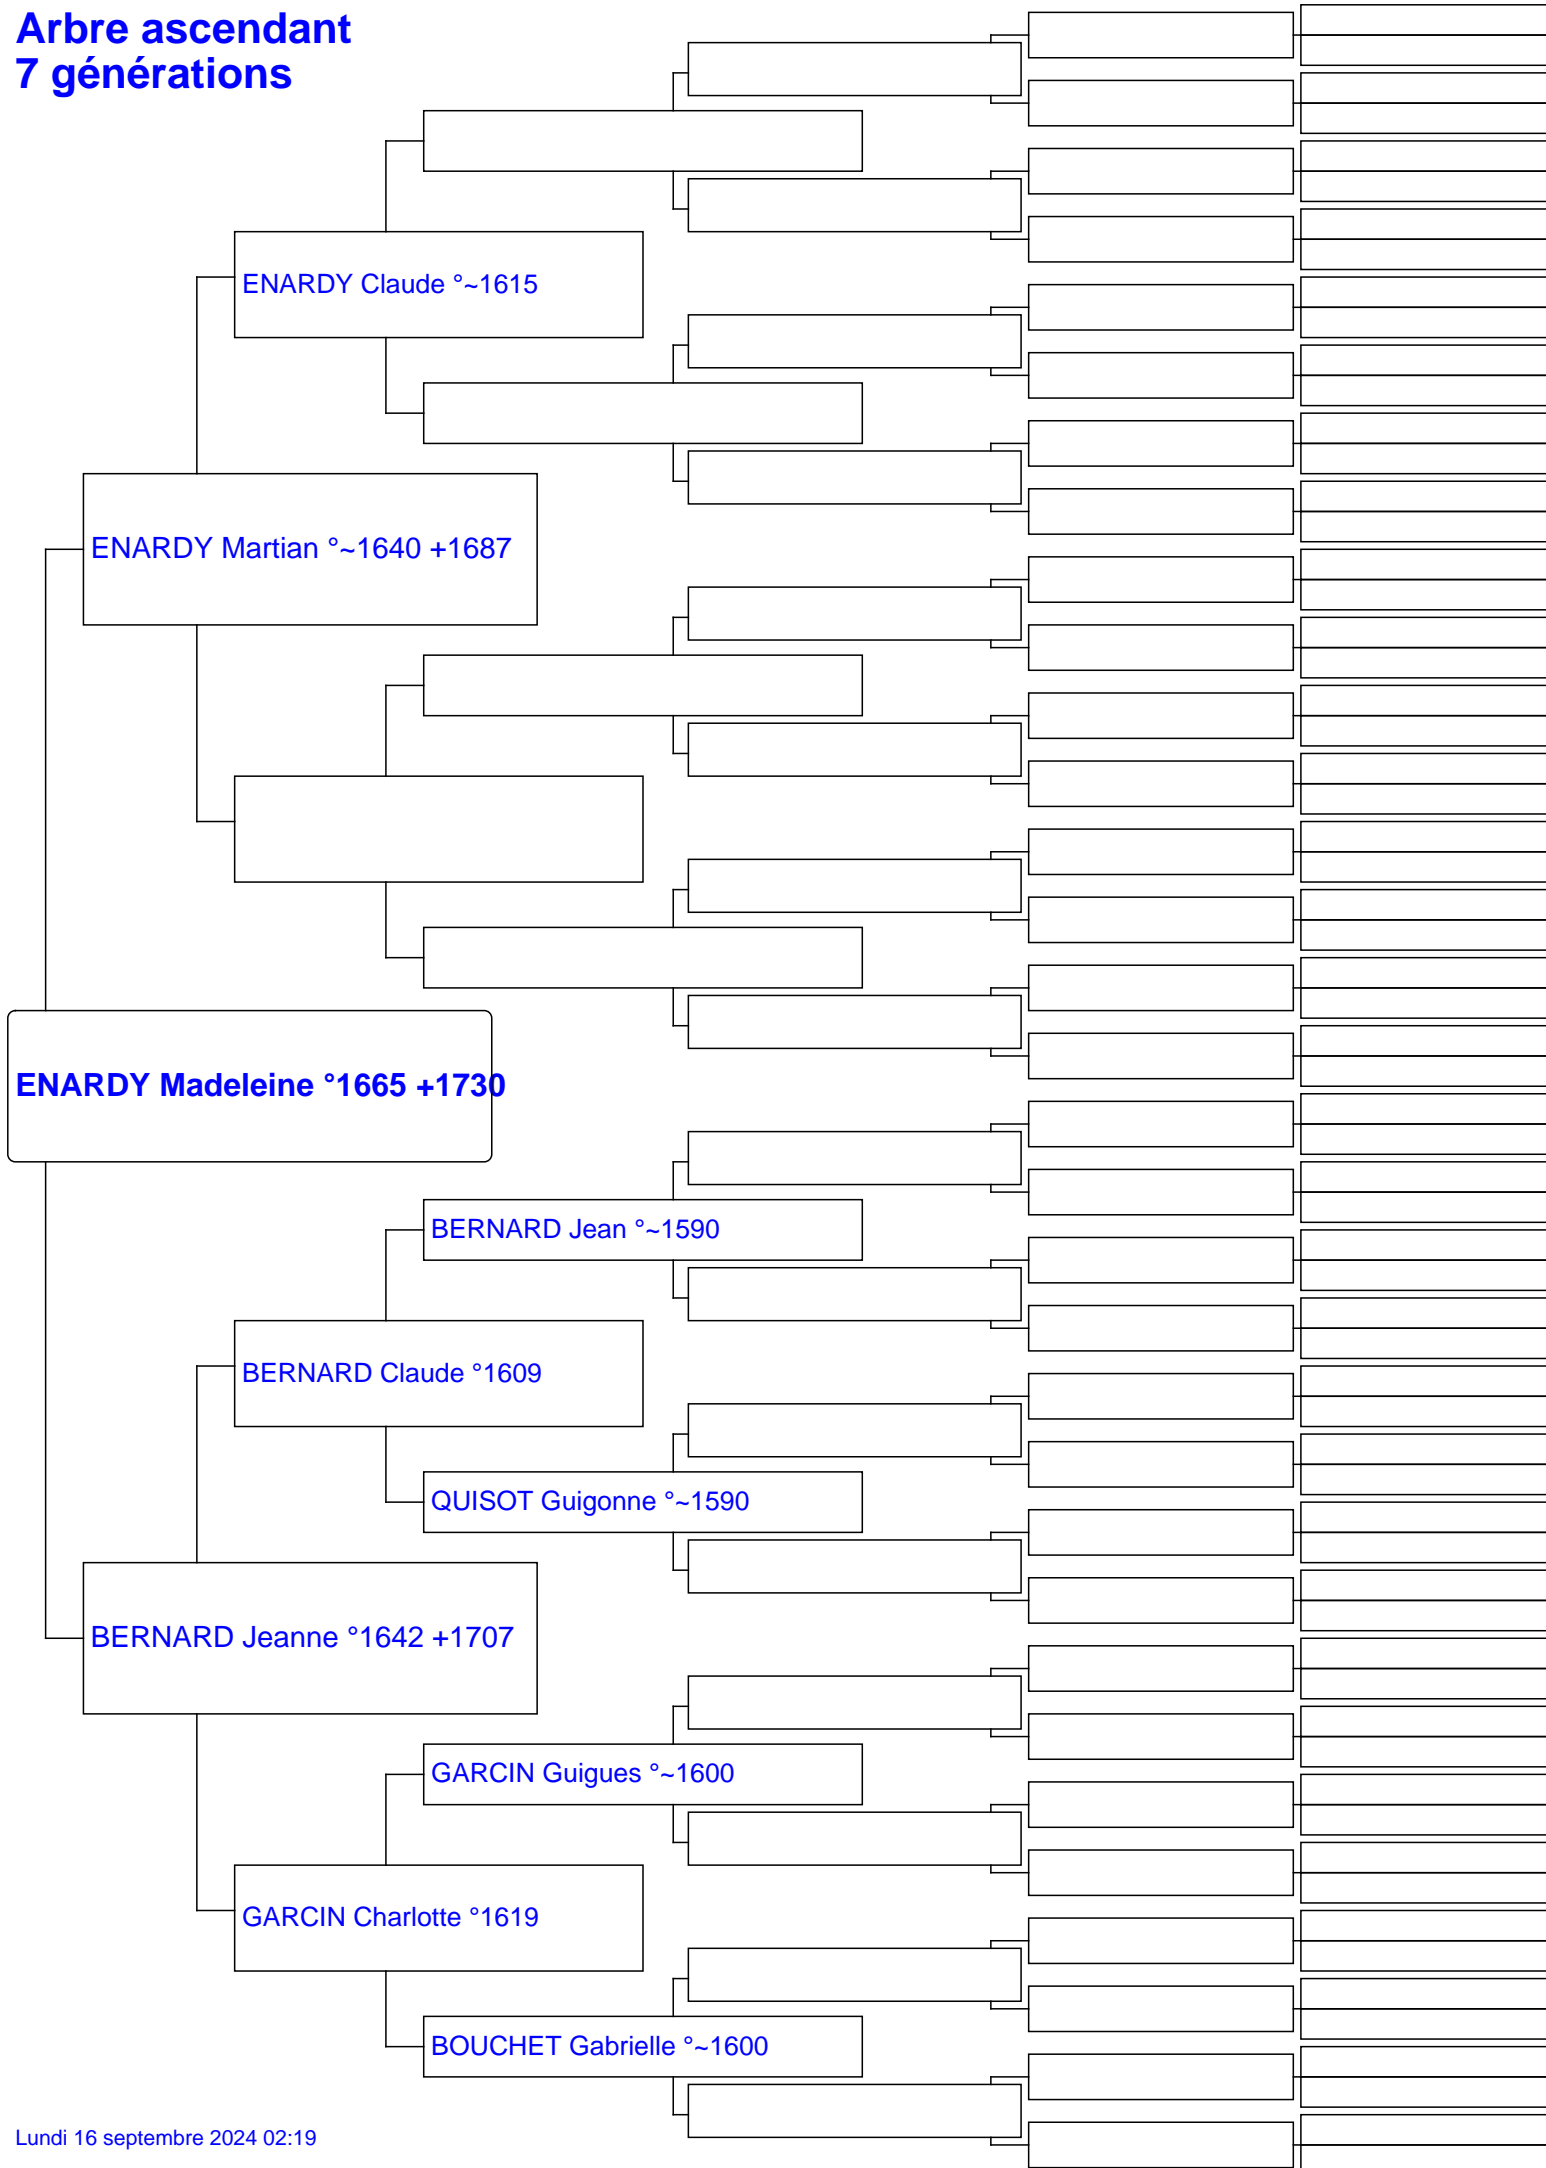 Arbre ascendant
7 générations
ENARDY Claude °~1615
ENARDY Martian °~1640 +1687
ENARDY Madeleine °1665 +1730
BERNARD Jean °~1590
BERNARD Claude °1609
QUISOT Guigonne °~1590
BERNARD Jeanne °1642 +1707
GARCIN Guigues °~1600
GARCIN Charlotte °1619
BOUCHET Gabrielle °~1600
Lundi 16 septembre 2024 02:19